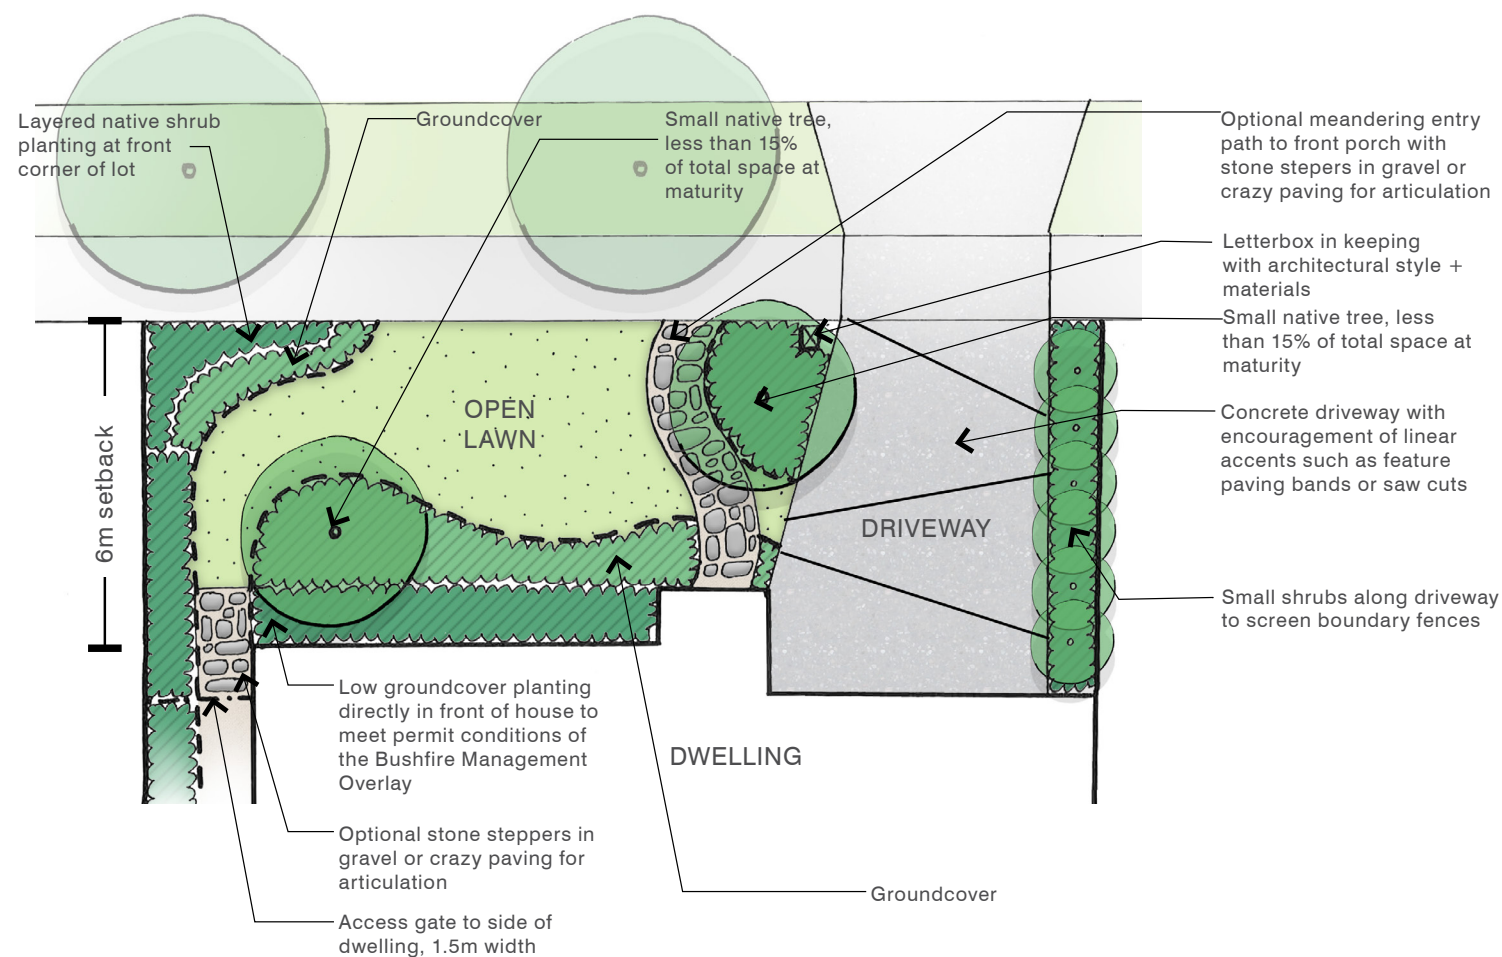 Layered native shrub
planting at front
corner of lot
Groundcover
Small native tree,
less than 15%
of total space at
maturity
Optional meandering entry
path to front porch with
stone stepers in gravel or
crazy paving for articulation
Letterbox in keeping
with architectural style +
materials
Small native tree, less
than 15% of total space at
maturity
Concrete driveway with
encouragement of linear
accents such as feature
paving bands or saw cuts
Small shrubs along driveway
to screen boundary fences
OPEN
LAWN
6m setback
DRIVEWAY
DWELLING
Low groundcover planting
directly in front of house to
meet permit conditions of
the Bushfire Management
Overlay
Optional stone steppers in
gravel or crazy paving for
articulation
Groundcover
Access gate to side of
dwelling, 1.5m width